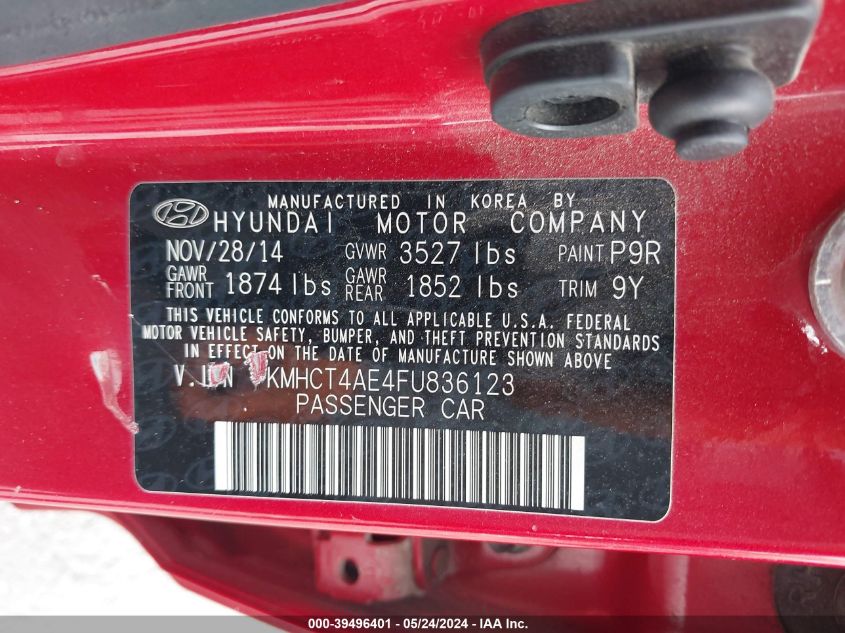 MANUFACTURED IN KOREA BY
HYUNDAI MOTOR COMPANY
NOV/28/14 GVWR 3527 lbs PAINT P9R
GAWR FRONT 1874 lbs GAWR REAR 1852 lbs TRIM 9Y
THIS VEHICLE CONFORMS TO ALL APPLICABLE U.S.A. FEDERAL
MOTOR VEHICLE SAFETY, BUMPER, AND THEFT PREVENTION STANDARDS
IN EFFECT ON THE DATE OF MANUFACTURE SHOWN ABOVE
V.I.N KMHCT4AE4FU836123
PASSENGER CAR
000-39496401 - 05/24/2024 - IAA Inc.